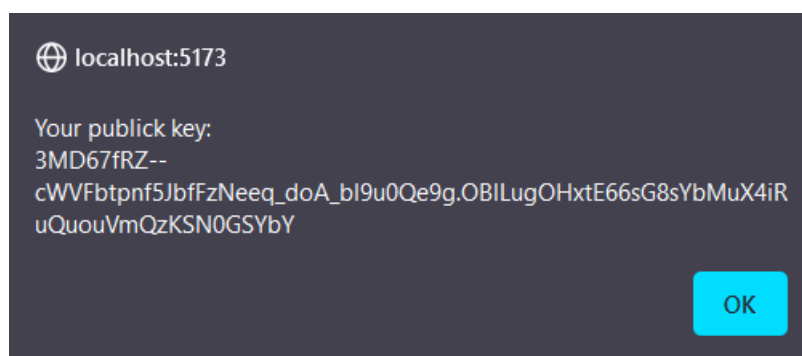 localhost:5173
Your publick key:
3MD67fRZ--
cWVFbtpnf5JbfFzNeeq_doA_bI9u0Qe9g.OBILugOHxtE66sG8sYbMuX4iR
uQuouVmQzKSN0GSYbY
OK